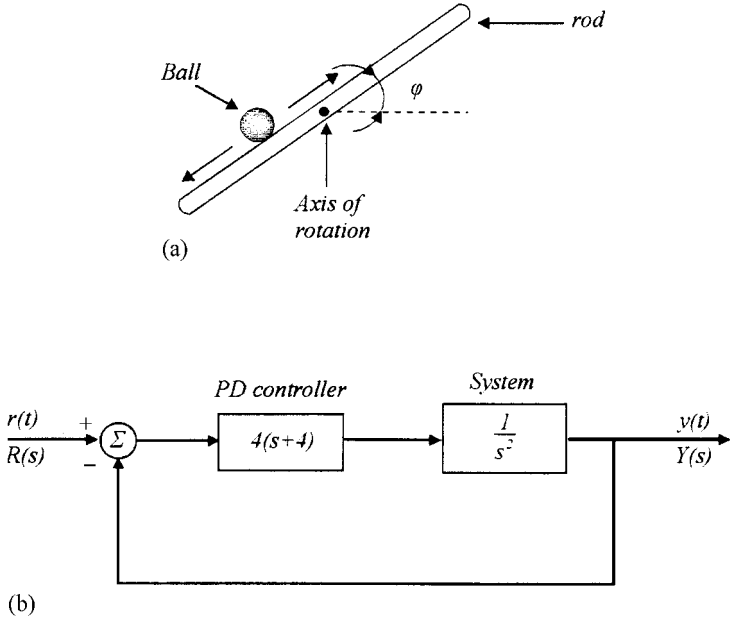 rod
Ball
φ
Axis of
rotation
(a)
PD controller
System
r(t)
+
Σ
4(s+4)
1
s²
y(t)
R(s)
−
Y(s)
(b)